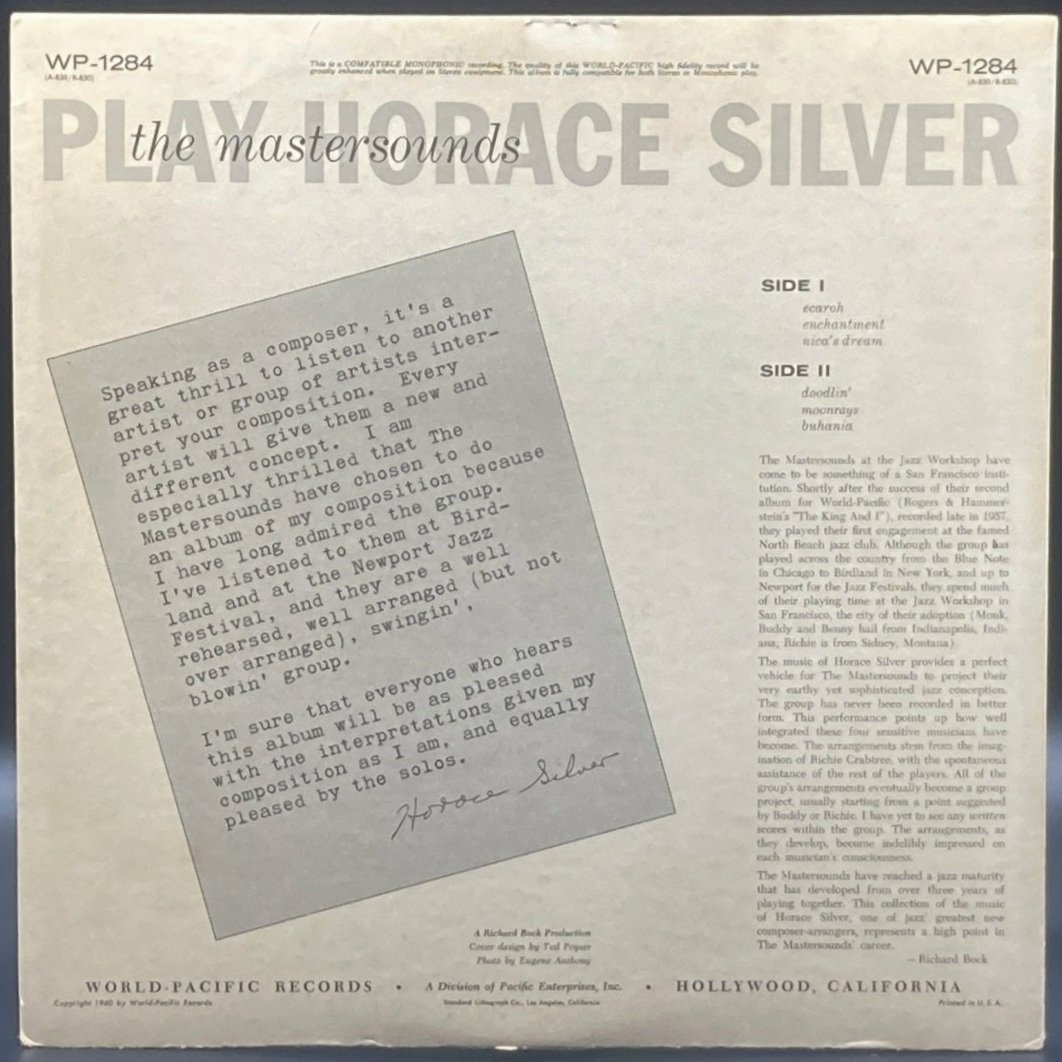 WP-1284
(A-830/B-830)
This is a COMPATIBLE MONOPHONIC recording. The quality of this WORLD-PACIFIC high fidelity record will be
greatly enhanced when played on Stereo equipment. This album is fully compatible for both Stereo or Monophonic play.
WP-1284
(A-830/B-830)
PLAY HORACE SILVER
the mastersounds
Speaking as a composer, it's a
great thrill to listen to another
artist or group of artists inter-
pret your composition. Every
artist will give them a new and
different concept. I am
especially thrilled that The
Mastersounds have chosen to do
an album of my composition because
I have long admired the group.
I've listened to them at Bird-
land and at the Newport Jazz
Festival, and they are a well
rehearsed, well arranged (but not
over arranged), swingin',
blowin' group.
I'm sure that everyone who hears
this album will be as pleased
with the interpretations given my
composition as I am, and equally
pleased by the solos.
Horace Silver
SIDE I
ecaroh
enchantment
nica's dream
SIDE II
doodlin'
moonrays
buhania
The Mastersounds at the Jazz Workshop have
come to be something of a San Francisco insti-
tution. Shortly after the success of their second
album for World-Pacific (Rogers & Hammer-
stein's "The King And I"), recorded late in 1957,
they played their first engagement at the famed
North Beach jazz club. Although the group has
played across the country from the Blue Note
in Chicago to Birdland in New York, and up to
Newport for the Jazz Festivals, they spend much
of their playing time at the Jazz Workshop in
San Francisco, the city of their adoption (Monk,
Buddy and Benny hail from Indianapolis, Indi-
ana, Richie is from Sidney, Montana)
The music of Horace Silver provides a perfect
vehicle for The Mastersounds to project their
very earthy yet sophisticated jazz conception.
The group has never been recorded in better
form. This performance points up how well
integrated these four sensitive musicians have
become. The arrangements stem from the imag-
ination of Richie Crabtree, with the spontaneous
assistance of the rest of the players. All of the
group's arrangements eventually become a group
project, usually starting from a point suggested
by Buddy or Richie. I have yet to see any written
scores within the group. The arrangements, as
they develop, become indelibly impressed on
each musician's consciousness.
The Mastersounds have reached a jazz maturity
that has developed from over three years of
playing together. This collection of the music
of Horace Silver, one of jazz' greatest new
composer-arrangers, represents a high point in
The Mastersounds' career.
— Richard Bock
A Richard Bock Production
Cover design by Ted Poyser
Photo by Eugene Anthony
WORLD-PACIFIC RECORDS • A Division of Pacific Enterprises, Inc. • HOLLYWOOD, CALIFORNIA
Copyright 1960 by World-Pacific Records
Standard Lithograph Co., Los Angeles, California
Printed in U.S.A.